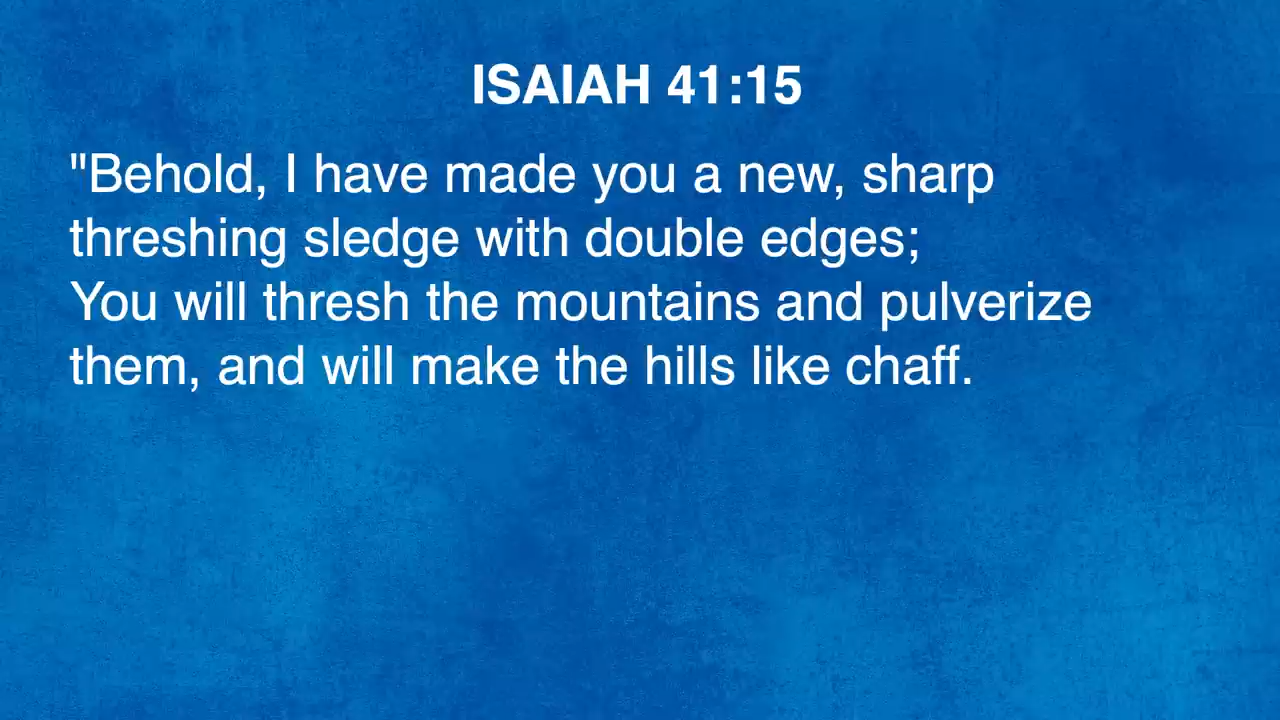 ISAIAH 41:15
"Behold, I have made you a new, sharp
threshing sledge with double edges;
You will thresh the mountains and pulverize
them, and will make the hills like chaff.